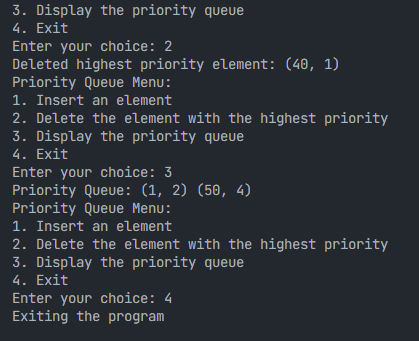 3. Display the priority queue
4. Exit
Enter your choice: 2
Deleted highest priority element: (40, 1)
Priority Queue Menu:
1. Insert an element
2. Delete the element with the highest priority
3. Display the priority queue
4. Exit
Enter your choice: 3
Priority Queue: (1, 2) (50, 4)
Priority Queue Menu:
1. Insert an element
2. Delete the element with the highest priority
3. Display the priority queue
4. Exit
Enter your choice: 4
Exiting the program